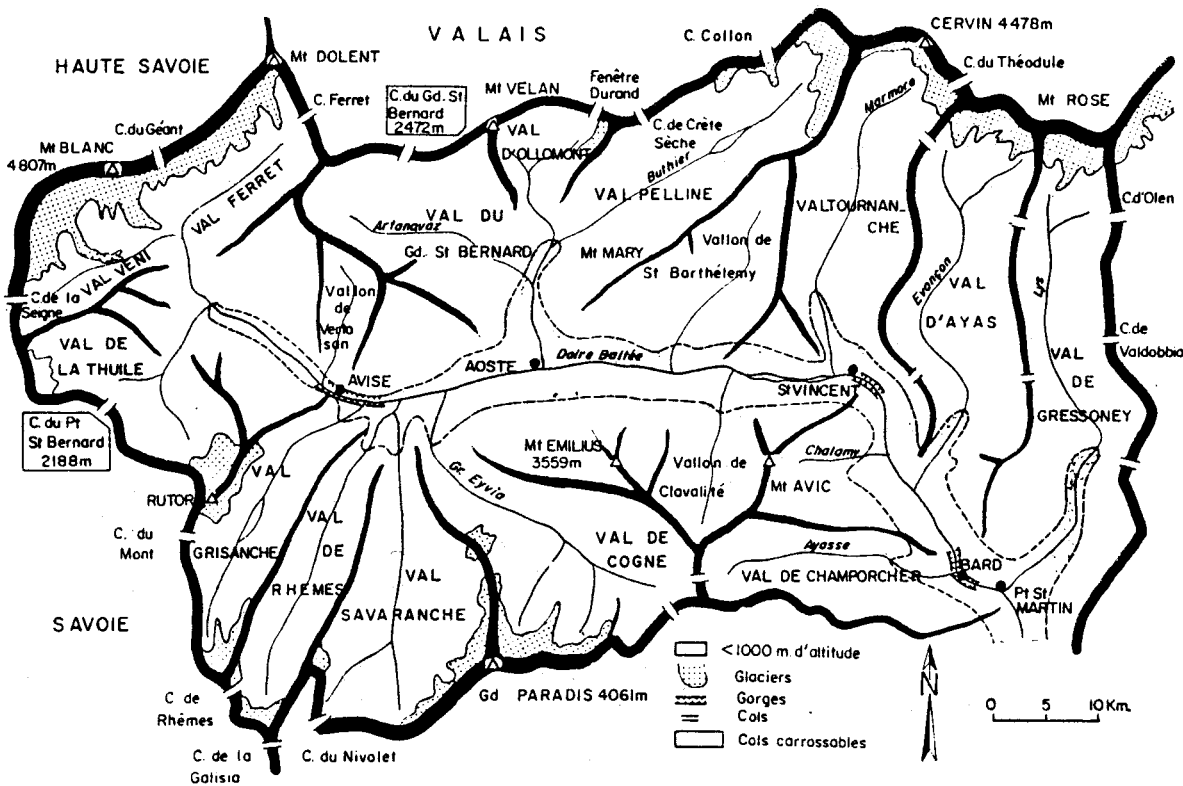 VALAIS
HAUTE SAVOIE
Mt DOLENT
C. Ferret
C. du Gd. St
Bernard
2472m
Mt VELAN
Fenêtre
Durand
C. Collon
CERVIN 4478m
C. du Théodule
Mt ROSE
C. du Géant
Mt BLANC
4807m
VAL FERRET
VAL
D'OLLOMONT
C. de Crète
Sèche
Buthier
Marmore
VAL PELLINE
VALTOURNAN_
CHE
C.d'Olen
Artanavaz
VAL DU
Gd. St BERNARD
Mt MARY
Vallon de
St Barthélemy
VAL VENI
C. de la
Seigne
Vallon
de
Verto
san
Evançon
VAL
D'AYAS
Lys
VAL DE
LA THUILE
C. de
Valdobbia
AVISE
AOSTE
Doire Baltée
St VINCENT
VAL
DE
GRESSONEY
C. du Pt
St Bernard
2188m
Mt EMILIUS
3559m
Vallon de
Clavalité
Chalamy
Mt AVIC
Gr. Eyvia
RUTOR
VAL
GRISANCHE
C. du
Mont
VAL
DE
RHEMES
VAL
SAVARANCHE
VAL DE
COGNE
Ayasse
VAL DE CHAMPORCHER
BARD
Pt St
MARTIN
SAVOIE
Gd PARADIS 4061m
C. de
Rhêmes
C. de la
Galisia
C. du Nivolet
<1000 m. d'altitude
Glaciers
Gorges
Cols
Cols carrossables
N
0 5 10 Km.